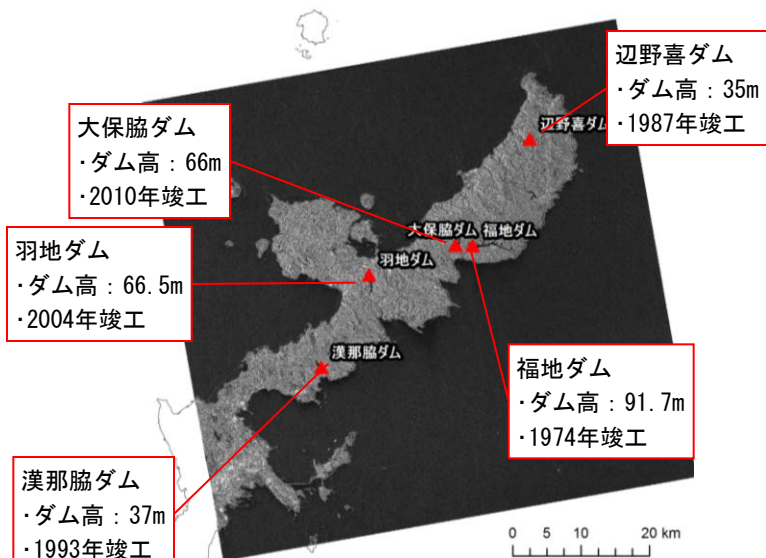 辺野喜ダム
・ダム高：35m
・1987年竣工
大保脇ダム
・ダム高：66m
・2010年竣工
辺野喜ダム
大保脇ダム
福地ダム
羽地ダム
羽地ダム
・ダム高：66.5m
・2004年竣工
漢那脇ダム
福地ダム
・ダム高：91.7m
・1974年竣工
漢那脇ダム
・ダム高：37m
・1993年竣工
0 5 10 20 km